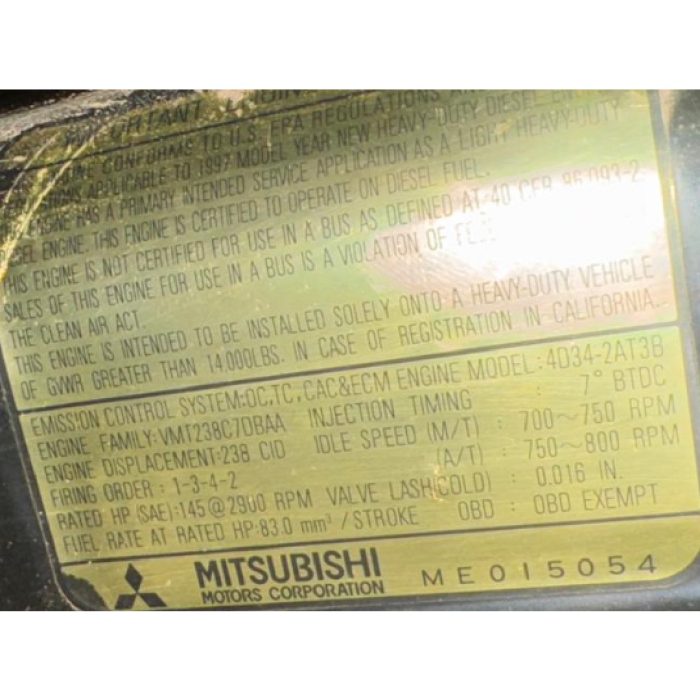 CONFORMS TO U.S. EPA REGULATIONS
APPLICABLE TO 1997 MODEL YEAR NEW HEAVY-DUTY DIESEL
ENGINE HAS A PRIMARY INTENDED SERVICE APPLICATION AS A LIGHT HEAVY-DUTY
ENGINE. THIS ENGINE IS CERTIFIED TO OPERATE ON DIESEL FUEL.
THIS ENGINE IS NOT CERTIFIED FOR USE IN A BUS AS DEFINED AT 40 CFR 86.093-2.
SALES OF THIS ENGINE FOR USE IN A BUS IS A VIOLATION OF
THE CLEAN AIR ACT.
THIS ENGINE IS INTENDED TO BE INSTALLED SOLELY ONTO A HEAVY-DUTY VEHICLE
OF GVWR GREATER THAN 14.000LBS. IN CASE OF REGISTRATION IN CALIFORNIA.
EMISSION CONTROL SYSTEM:OC,TC,CAC&ECM ENGINE MODEL: 4D34-2AT3B
ENGINE FAMILY:VMT238C7DBAA INJECTION TIMING : 7° BTDC
ENGINE DISPLACEMENT:238 CID IDLE SPEED (M/T) : 700~750 RPM
FIRING ORDER : 1-3-4-2 (A/T) : 750~800 RPM
RATED HP (SAE):145@2900 RPM VALVE LASH(COLD) : 0.016 IN.
FUEL RATE AT RATED HP:83.0 mm³/STROKE OBD : OBD EXEMPT
MITSUBISHI
MOTORS CORPORATION ME015054